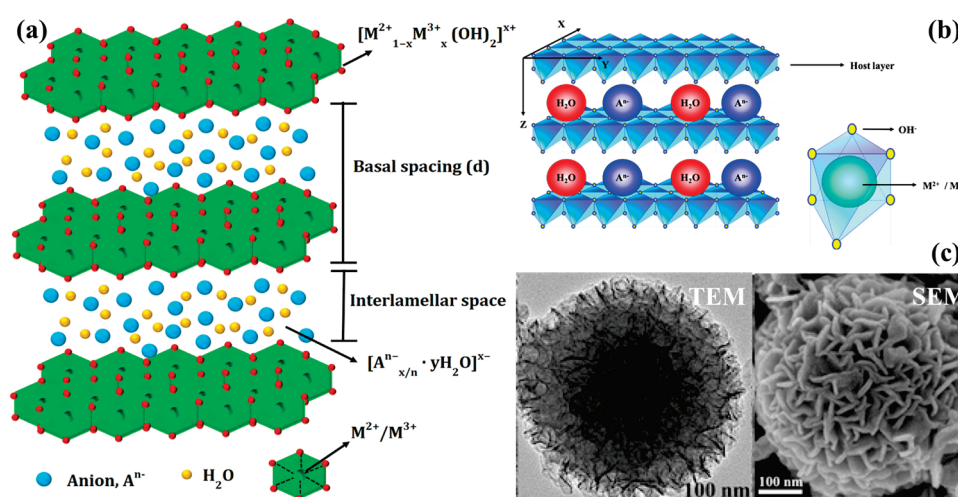 (a)
[M²⁺₁₋ₓM³⁺ₓ(OH)₂]ˣ⁺
Basal spacing (d)
Interlamellar space
[Aⁿ⁻ₓ/ₙ · yH₂O]ˣ⁻
M²⁺/M³⁺
Anion, Aⁿ⁻
H₂O
(b)
X
Y
Z
Host layer
H₂O
Aⁿ⁻
H₂O
Aⁿ⁻
H₂O
Aⁿ⁻
H₂O
Aⁿ⁻
OH⁻
M²⁺ / M
(c)
TEM
100 nm
SEM
100 nm